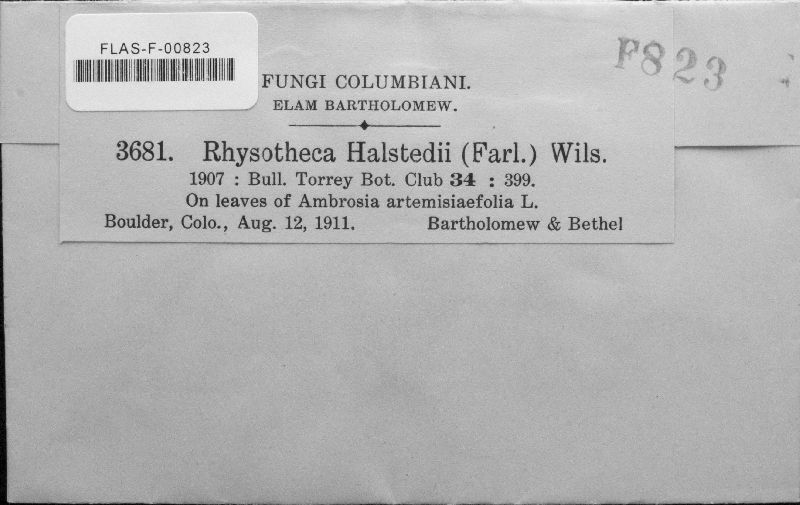 FLAS-F-00823
F823
FUNGI COLUMBIANI.
ELAM BARTHOLOMEW.
3681. Rhysotheca Halstedii (Farl.) Wils.
1907 : Bull. Torrey Bot. Club 34 : 399.
On leaves of Ambrosia artemisiaefolia L.
Boulder, Colo., Aug. 12, 1911. Bartholomew & Bethel